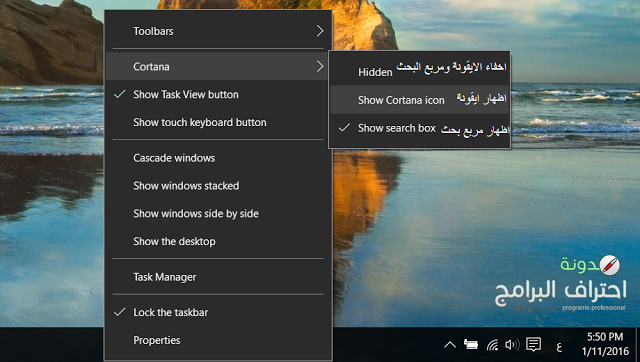 Toolbars
Cortana
Show Task View button
Show touch keyboard button
Cascade windows
Show windows stacked
Show windows side by side
Show the desktop
Task Manager
Lock the taskbar
Properties
Hidden اخفاء الايقونة ومربع البحث
Show Cortana icon اظهار ايقونة
Show search box اظهار مربع بحث
مدونة
احتراف البرامج
programs-professional
ع
5:50 PM
1/11/2016